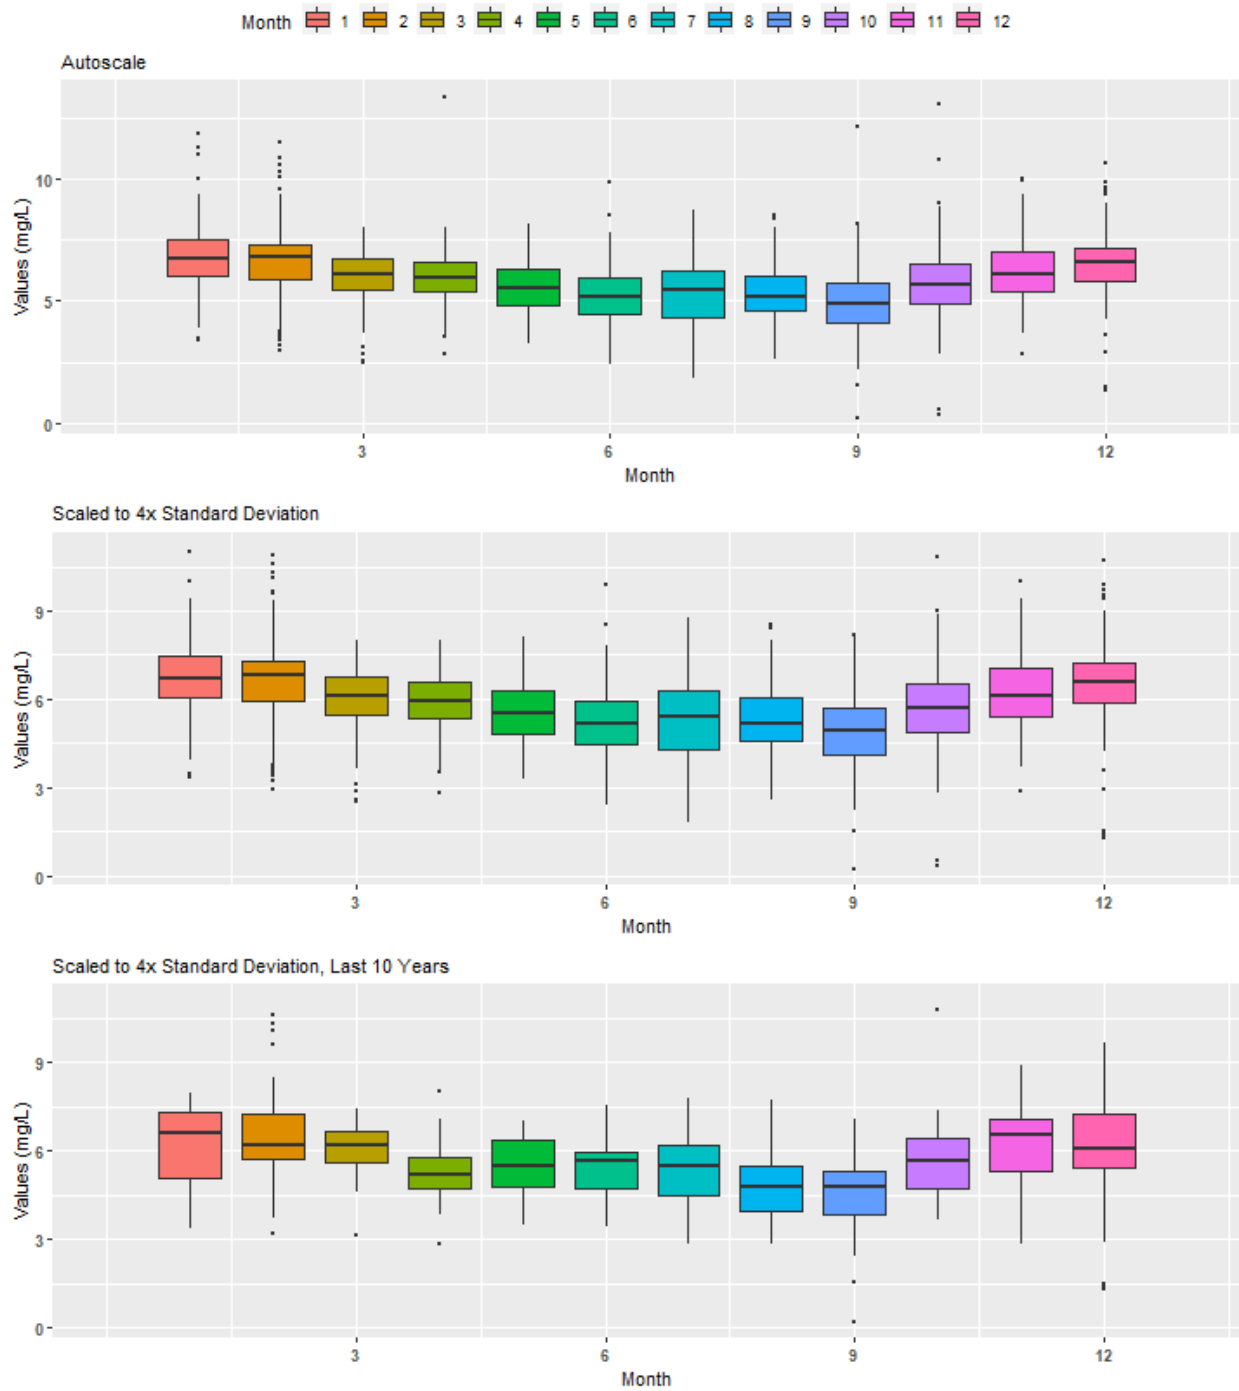 Month 1 2 3 4 5 6 7 8 9 10 11 12
Autoscale
Values (mg/L)
10
5
0
3 6 9 12
Month
Scaled to 4x Standard Deviation
Values (mg/L)
9
6
3
0
3 6 9 12
Month
Scaled to 4x Standard Deviation, Last 10 Years
Values (mg/L)
9
6
3
0
3 6 9 12
Month